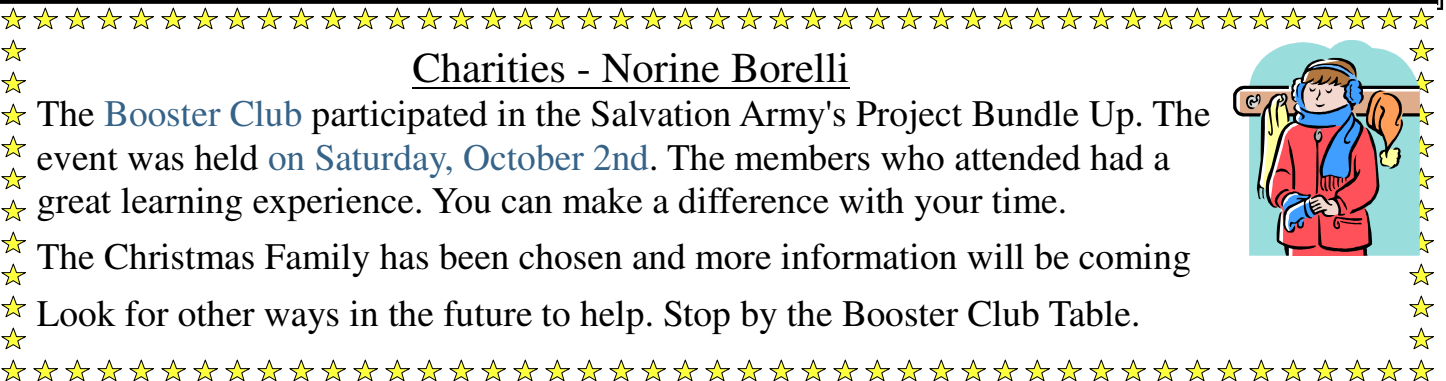 Charities - Norine Borelli
The Booster Club participated in the Salvation Army's Project Bundle Up. The
event was held on Saturday, October 2nd. The members who attended had a
great learning experience. You can make a difference with your time.
The Christmas Family has been chosen and more information will be coming
Look for other ways in the future to help. Stop by the Booster Club Table.